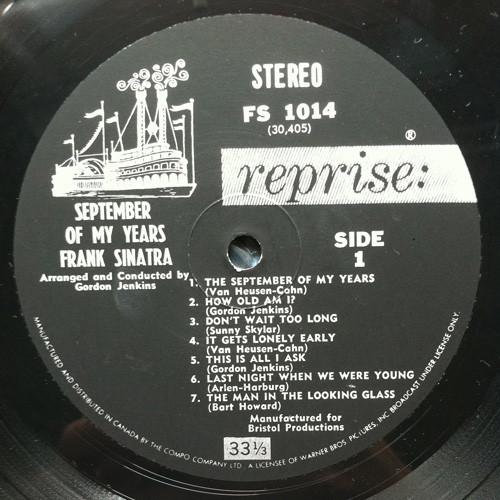 STEREO
FS 1014
(30,405)
®
reprise:
SEPTEMBER
OF MY YEARS
FRANK SINATRA
Arranged and Conducted by
Gordon Jenkins
SIDE
1
1. THE SEPTEMBER OF MY YEARS
(Van Heusen-Cahn)
2. HOW OLD AM I?
(Gordon Jenkins)
3. DON'T WAIT TOO LONG
(Sunny Skylar)
4. IT GETS LONELY EARLY
(Van Heusen-Cahn)
5. THIS IS ALL I ASK
(Gordon Jenkins)
6. LAST NIGHT WHEN WE WERE YOUNG
(Arlen-Harburg)
7. THE MAN IN THE LOOKING GLASS
(Bart Howard)
Manufactured for
Bristol Productions
33⅓
MANUFACTURED AND DISTRIBUTED IN CANADA BY THE COMPO COMPANY LTD. A LICENSEE OF WARNER BROS. PICTURES, INC. BROADCAST UNDER LICENSE ONLY.